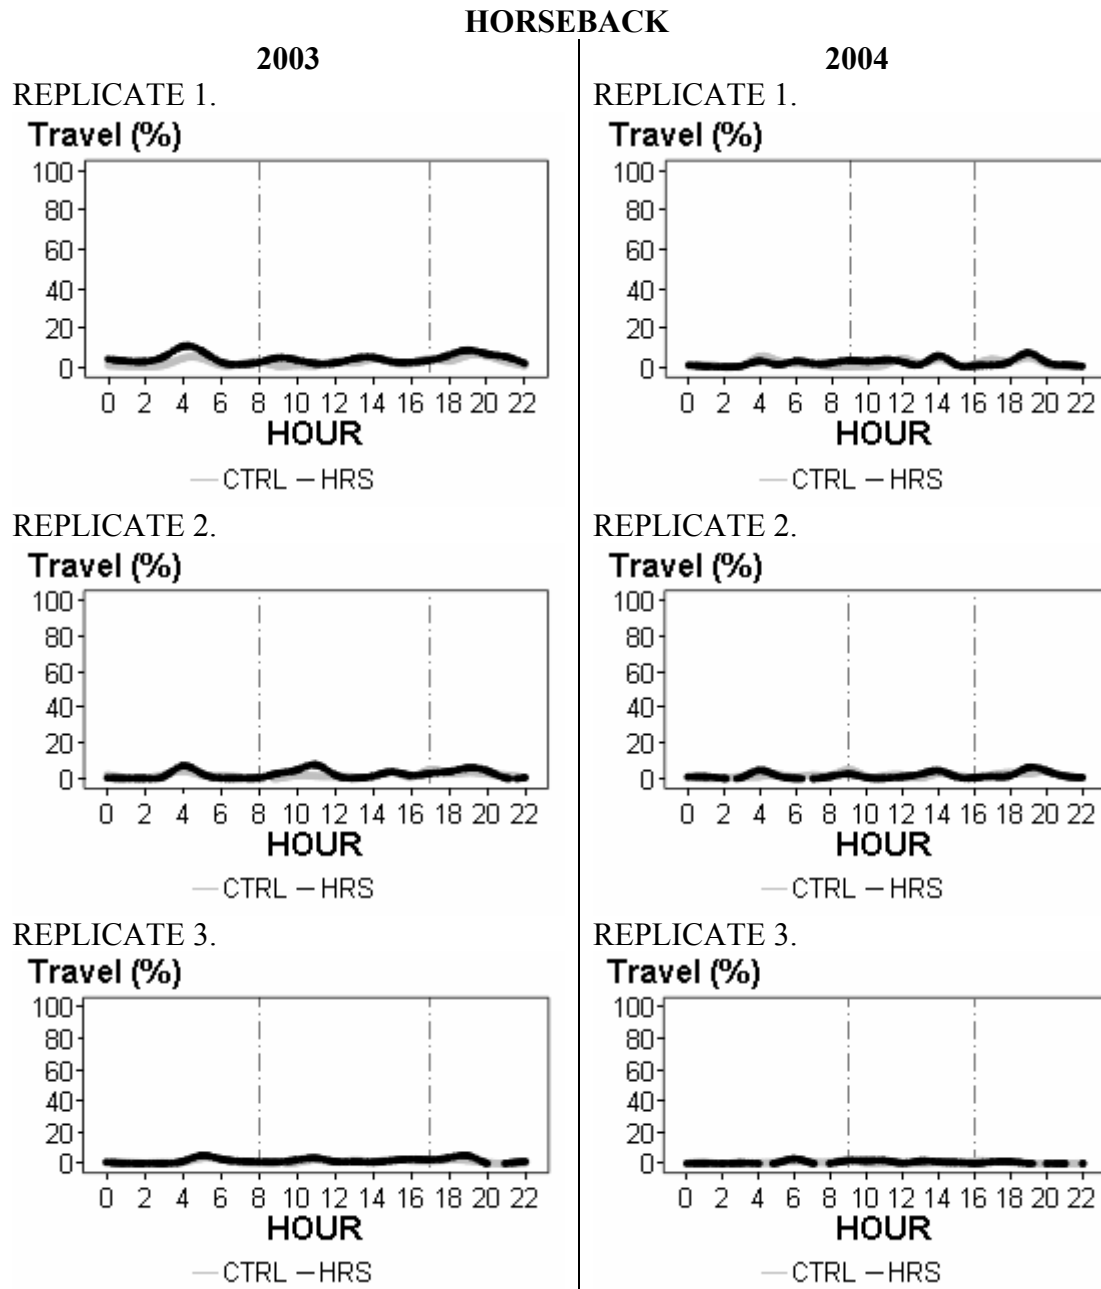 HORSEBACK
2003
REPLICATE 1.
Travel (%)
100
80
60
40
20
0
0 2 4 6 8 10 12 14 16 18 20 22
HOUR
CTRL HRS
REPLICATE 2.
Travel (%)
100
80
60
40
20
0
0 2 4 6 8 10 12 14 16 18 20 22
HOUR
CTRL HRS
REPLICATE 3.
Travel (%)
100
80
60
40
20
0
0 2 4 6 8 10 12 14 16 18 20 22
HOUR
CTRL HRS
2004
REPLICATE 1.
Travel (%)
100
80
60
40
20
0
0 2 4 6 8 10 12 14 16 18 20 22
HOUR
CTRL HRS
REPLICATE 2.
Travel (%)
100
80
60
40
20
0
0 2 4 6 8 10 12 14 16 18 20 22
HOUR
CTRL HRS
REPLICATE 3.
Travel (%)
100
80
60
40
20
0
0 2 4 6 8 10 12 14 16 18 20 22
HOUR
CTRL HRS